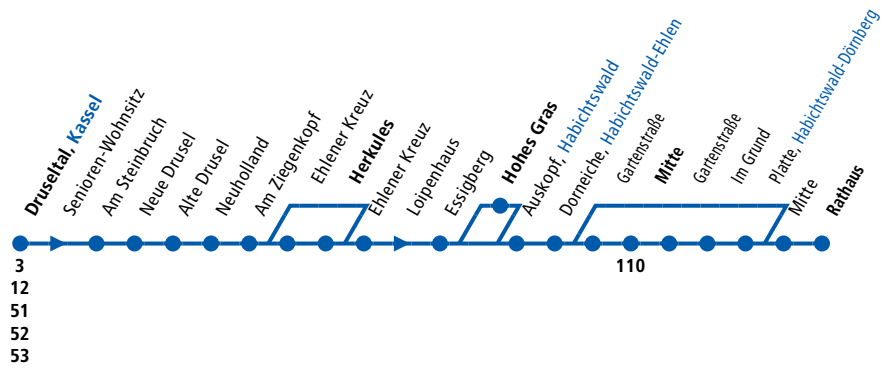 Druseltal, Kassel
Senioren-Wohnsitz
Am Steinbruch
Neue Drusel
Alte Drusel
Neuholland
Am Ziegenkopf
Ehlener Kreuz
Herkules
Ehlener Kreuz
Loipenhaus
Essigberg
Hohes Gras
Auskopf, Habichtswald
Dorneiche, Habichtswald-Ehlen
Gartenstraße
Mitte
Gartenstraße
Im Grund
Platte, Habichtswald-Dörnberg
Mitte
Rathaus
3
12
51
52
53
110